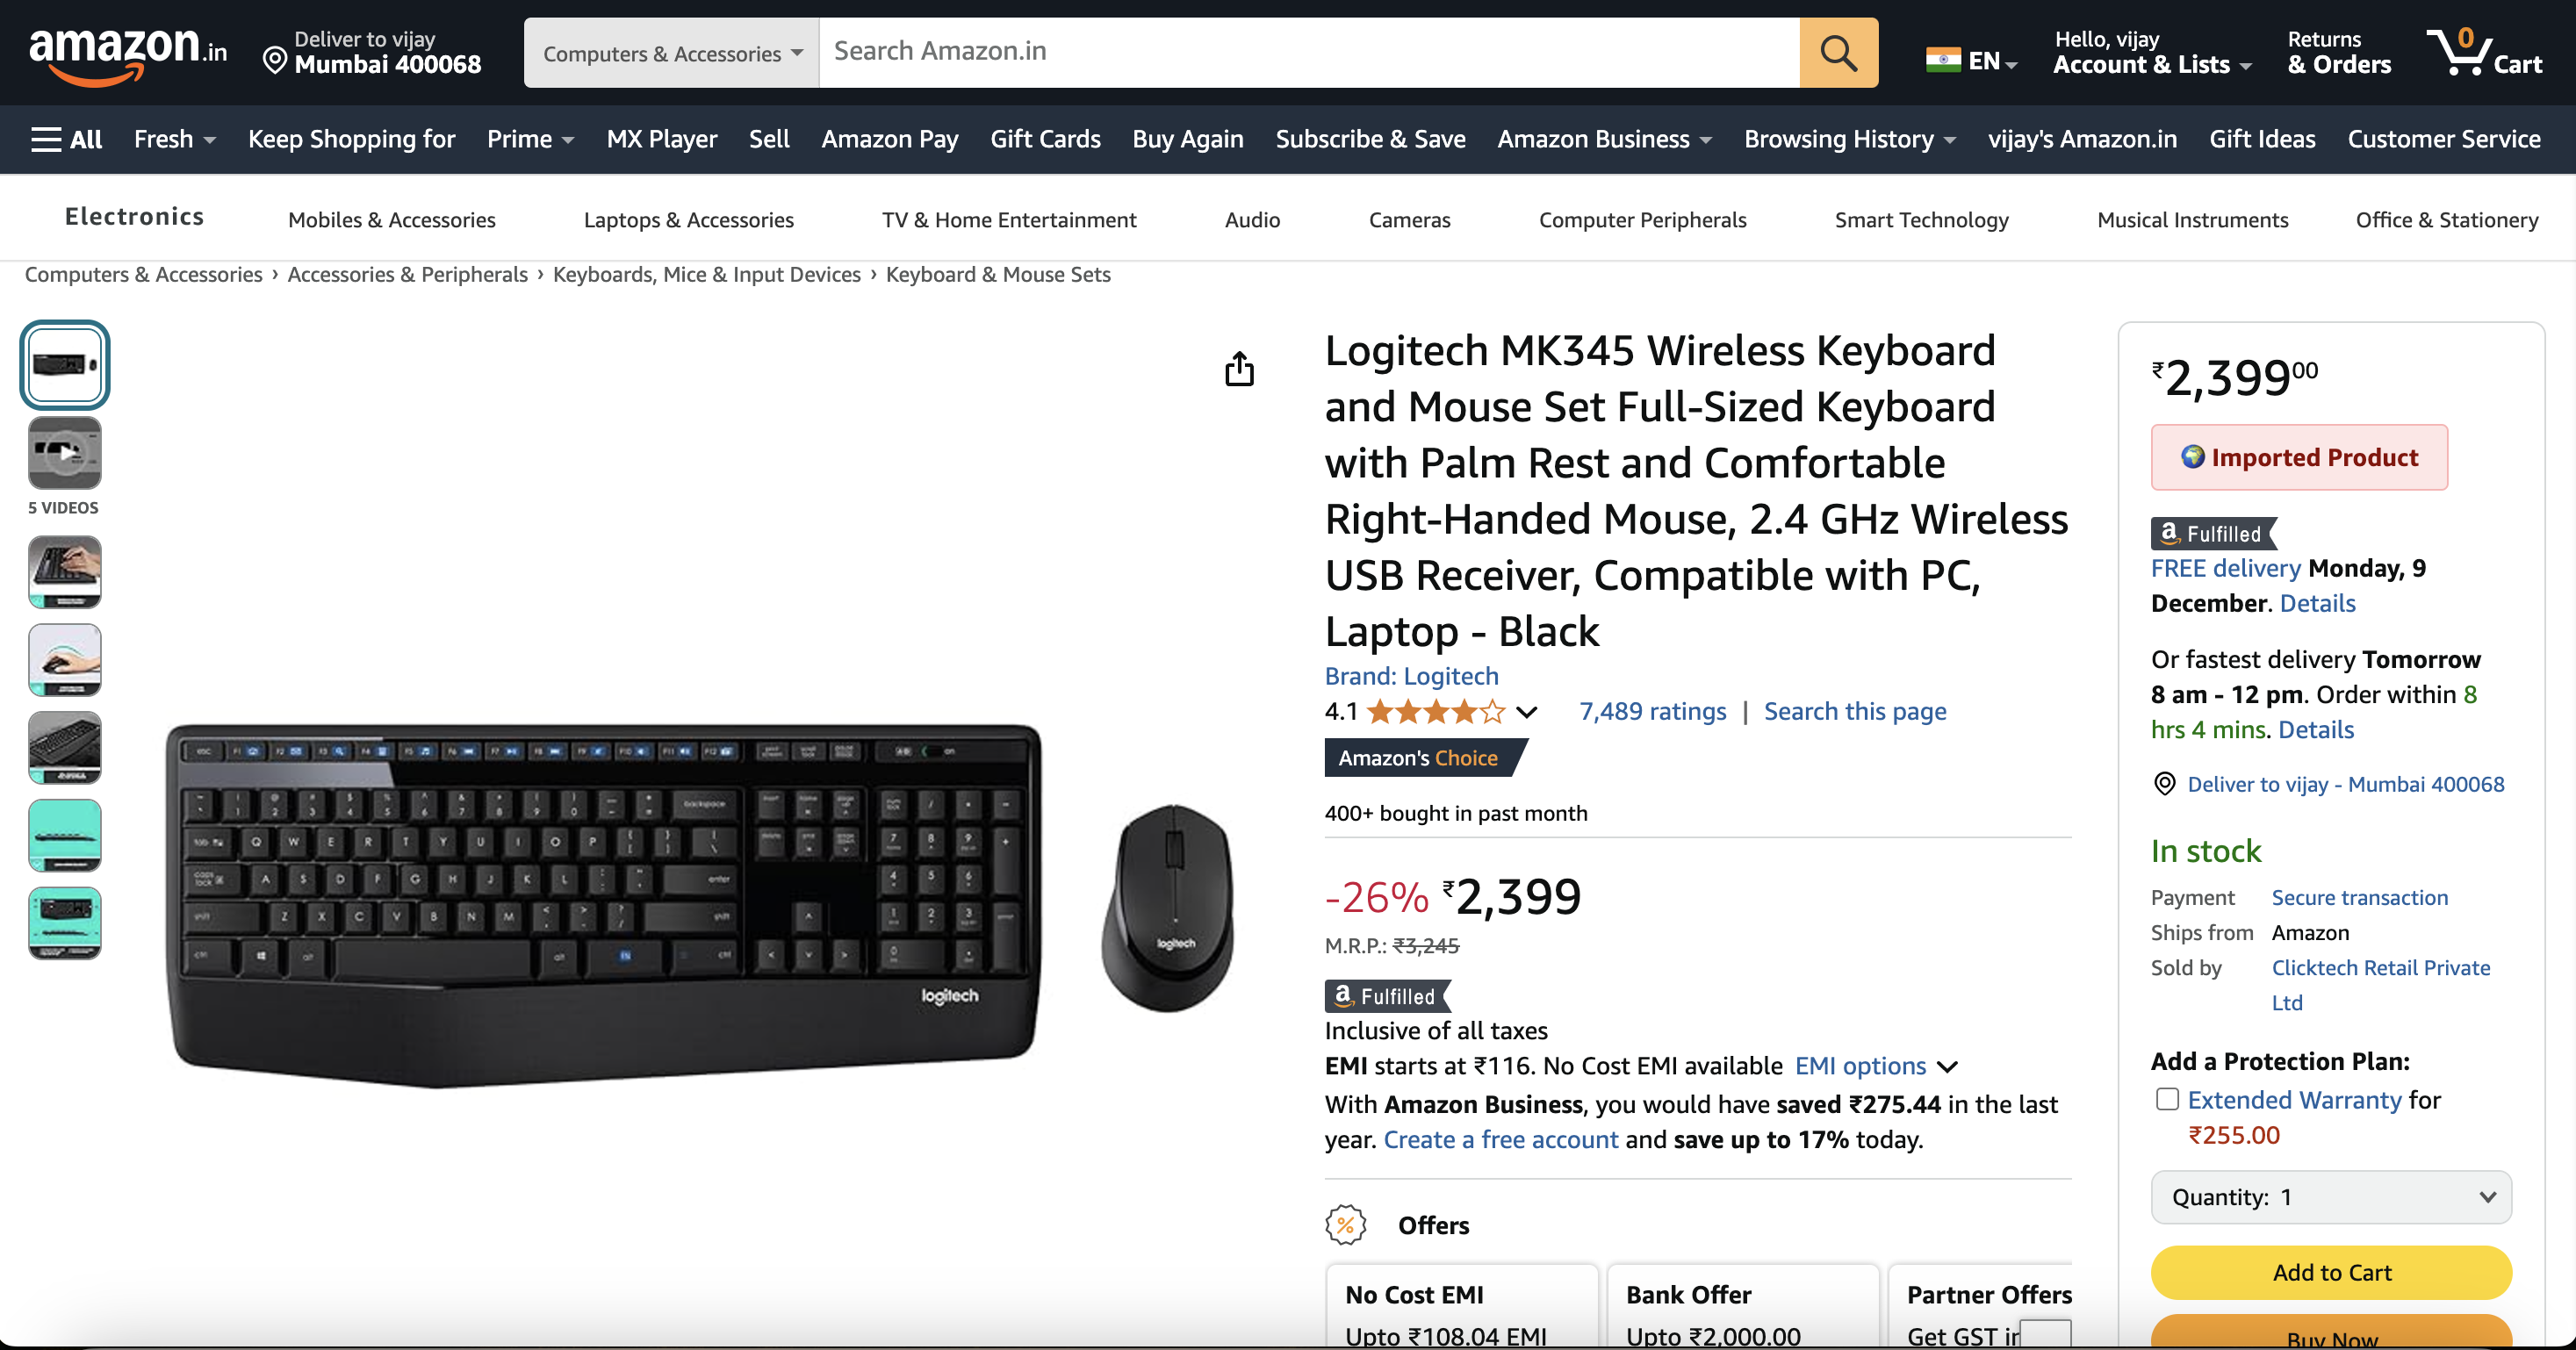 amazon.in
Deliver to vijay
Mumbai 400068
Computers & Accessories
Search Amazon.in
EN
Hello, vijay
Account & Lists
Returns
& Orders
0
Cart
All
Fresh
Keep Shopping for
Prime
MX Player
Sell
Amazon Pay
Gift Cards
Buy Again
Subscribe & Save
Amazon Business
Browsing History
vijay's Amazon.in
Gift Ideas
Customer Service
Electronics
Mobiles & Accessories
Laptops & Accessories
TV & Home Entertainment
Audio
Cameras
Computer Peripherals
Smart Technology
Musical Instruments
Office & Stationery
Computers & Accessories › Accessories & Peripherals › Keyboards, Mice & Input Devices › Keyboard & Mouse Sets
5 VIDEOS
logitech
logitech
Logitech MK345 Wireless Keyboard
and Mouse Set Full-Sized Keyboard
with Palm Rest and Comfortable
Right-Handed Mouse, 2.4 GHz Wireless
USB Receiver, Compatible with PC,
Laptop - Black
Brand: Logitech
4.1
7,489 ratings | Search this page
Amazon's Choice
400+ bought in past month
-26% ₹2,399
M.R.P.: ₹3,245
a Fulfilled
Inclusive of all taxes
EMI starts at ₹116. No Cost EMI available EMI options
With Amazon Business, you would have saved ₹275.44 in the last
year. Create a free account and save up to 17% today.
Offers
No Cost EMI
Upto ₹108.04 EMI
Bank Offer
Upto ₹2,000.00
Partner Offers
Get GST
₹2,39900
Imported Product
a Fulfilled
FREE delivery Monday, 9
December. Details
Or fastest delivery Tomorrow
8 am - 12 pm. Order within 8
hrs 4 mins. Details
Deliver to vijay - Mumbai 400068
In stock
Payment Secure transaction
Ships from Amazon
Sold by Clicktech Retail Private
Ltd
Add a Protection Plan:
Extended Warranty for
₹255.00
Quantity: 1
Add to Cart
Buy Now